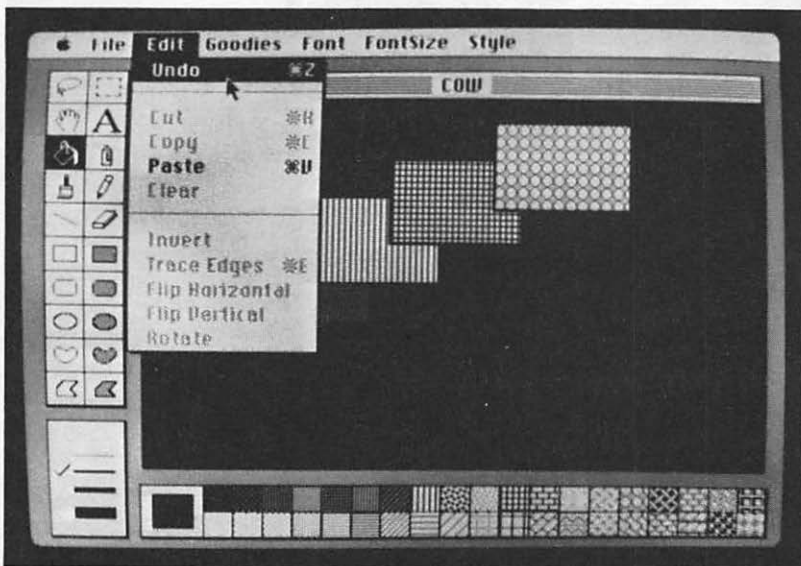 File Edit Goodies Font FontSize Style
COW
Undo ⌘Z
Cut ⌘X
Copy ⌘C
Paste ⌘V
Clear
Invert
Trace Edges ⌘E
Flip Horizontal
Flip Vertical
Rotate
A